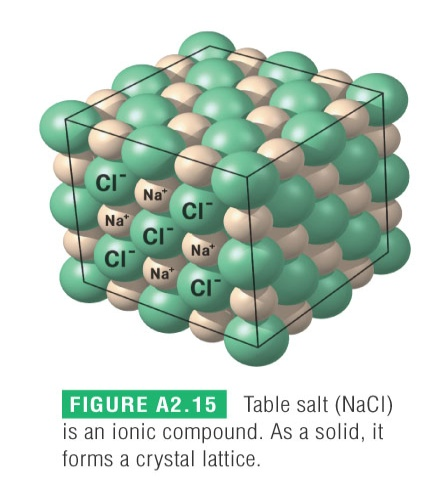 Cl⁻
Na⁺
Cl⁻
Na⁺
Cl⁻
Na⁺
Cl⁻
Na⁺
Cl⁻
FIGURE A2.15 Table salt (NaCl)
is an ionic compound. As a solid, it
forms a crystal lattice.